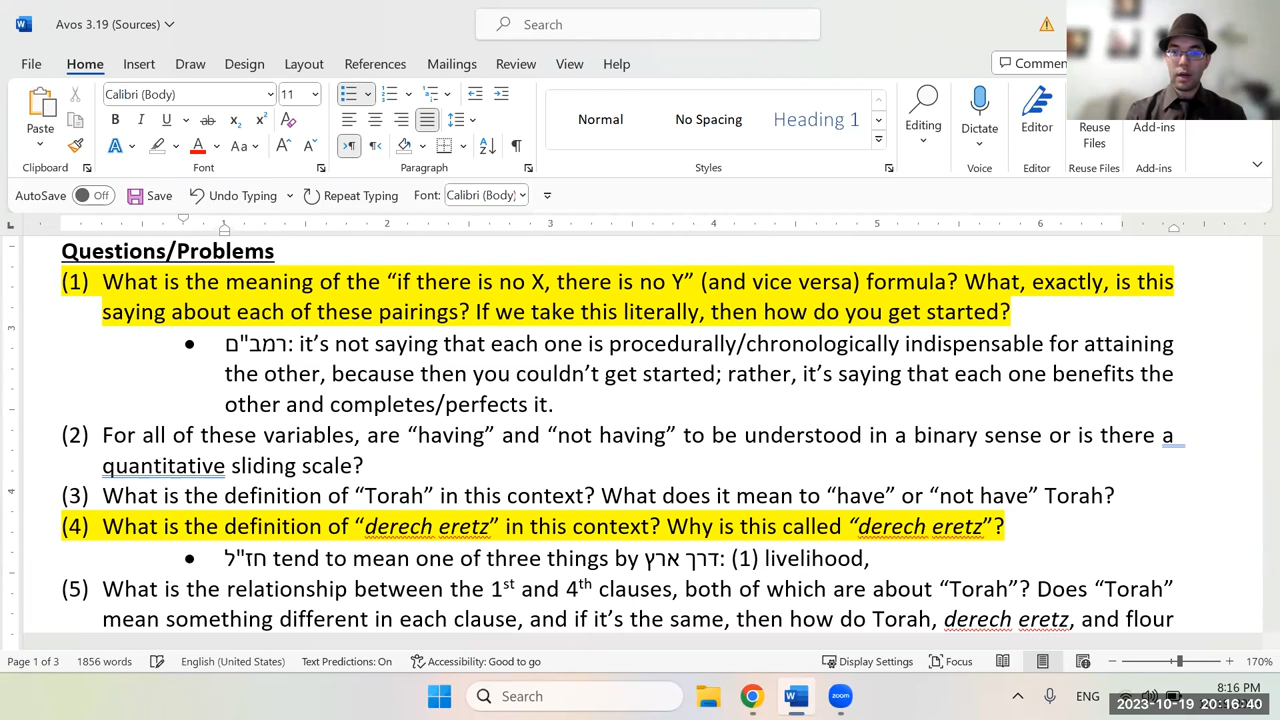 Avos 3.19 (Sources)
Search
File Home Insert Draw Design Layout References Mailings Review View Help Commen
Calibri (Body) 11
Paste
B I U ab x₂ x²
A A Aa A A
Normal No Spacing Heading 1
Editing Dictate Editor Reuse Files Add-ins
Clipboard Font Paragraph Styles Voice Editor Reuse Files Add-ins
AutoSave Off Save Undo Typing Repeat Typing Font: Calibri (Body)
1 2 3 4 5 6
Questions/Problems
(1) What is the meaning of the “if there is no X, there is no Y” (and vice versa) formula? What, exactly, is this
saying about each of these pairings? If we take this literally, then how do you get started?
● רמב"ם: it’s not saying that each one is procedurally/chronologically indispensable for attaining
the other, because then you couldn’t get started; rather, it’s saying that each one benefits the
other and completes/perfects it.
(2) For all of these variables, are “having” and “not having” to be understood in a binary sense or is there a
quantitative sliding scale?
(3) What is the definition of “Torah” in this context? What does it mean to “have” or “not have” Torah?
(4) What is the definition of “derech eretz” in this context? Why is this called “derech eretz”?
● חז"ל tend to mean one of three things by דרך ארץ: (1) livelihood,
(5) What is the relationship between the 1st and 4th clauses, both of which are about “Torah”? Does “Torah”
mean something different in each clause, and if it’s the same, then how do Torah, derech eretz, and flour
3
4
Page 1 of 3 1856 words English (United States) Text Predictions: On Accessibility: Good to go Display Settings Focus 170%
Search zoom ENG 8:16 PM
2023-10-19 20:16:40